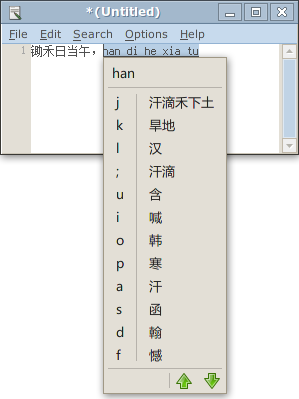 *(Untitled)
File Edit Search Options Help
1 锄禾日当午，han di he xia tu
han
j 汗滴禾下土
k 旱地
l 汉
; 汗滴
u 含
i 喊
o 韩
p 寒
a 汗
s 函
d 翰
f 憾